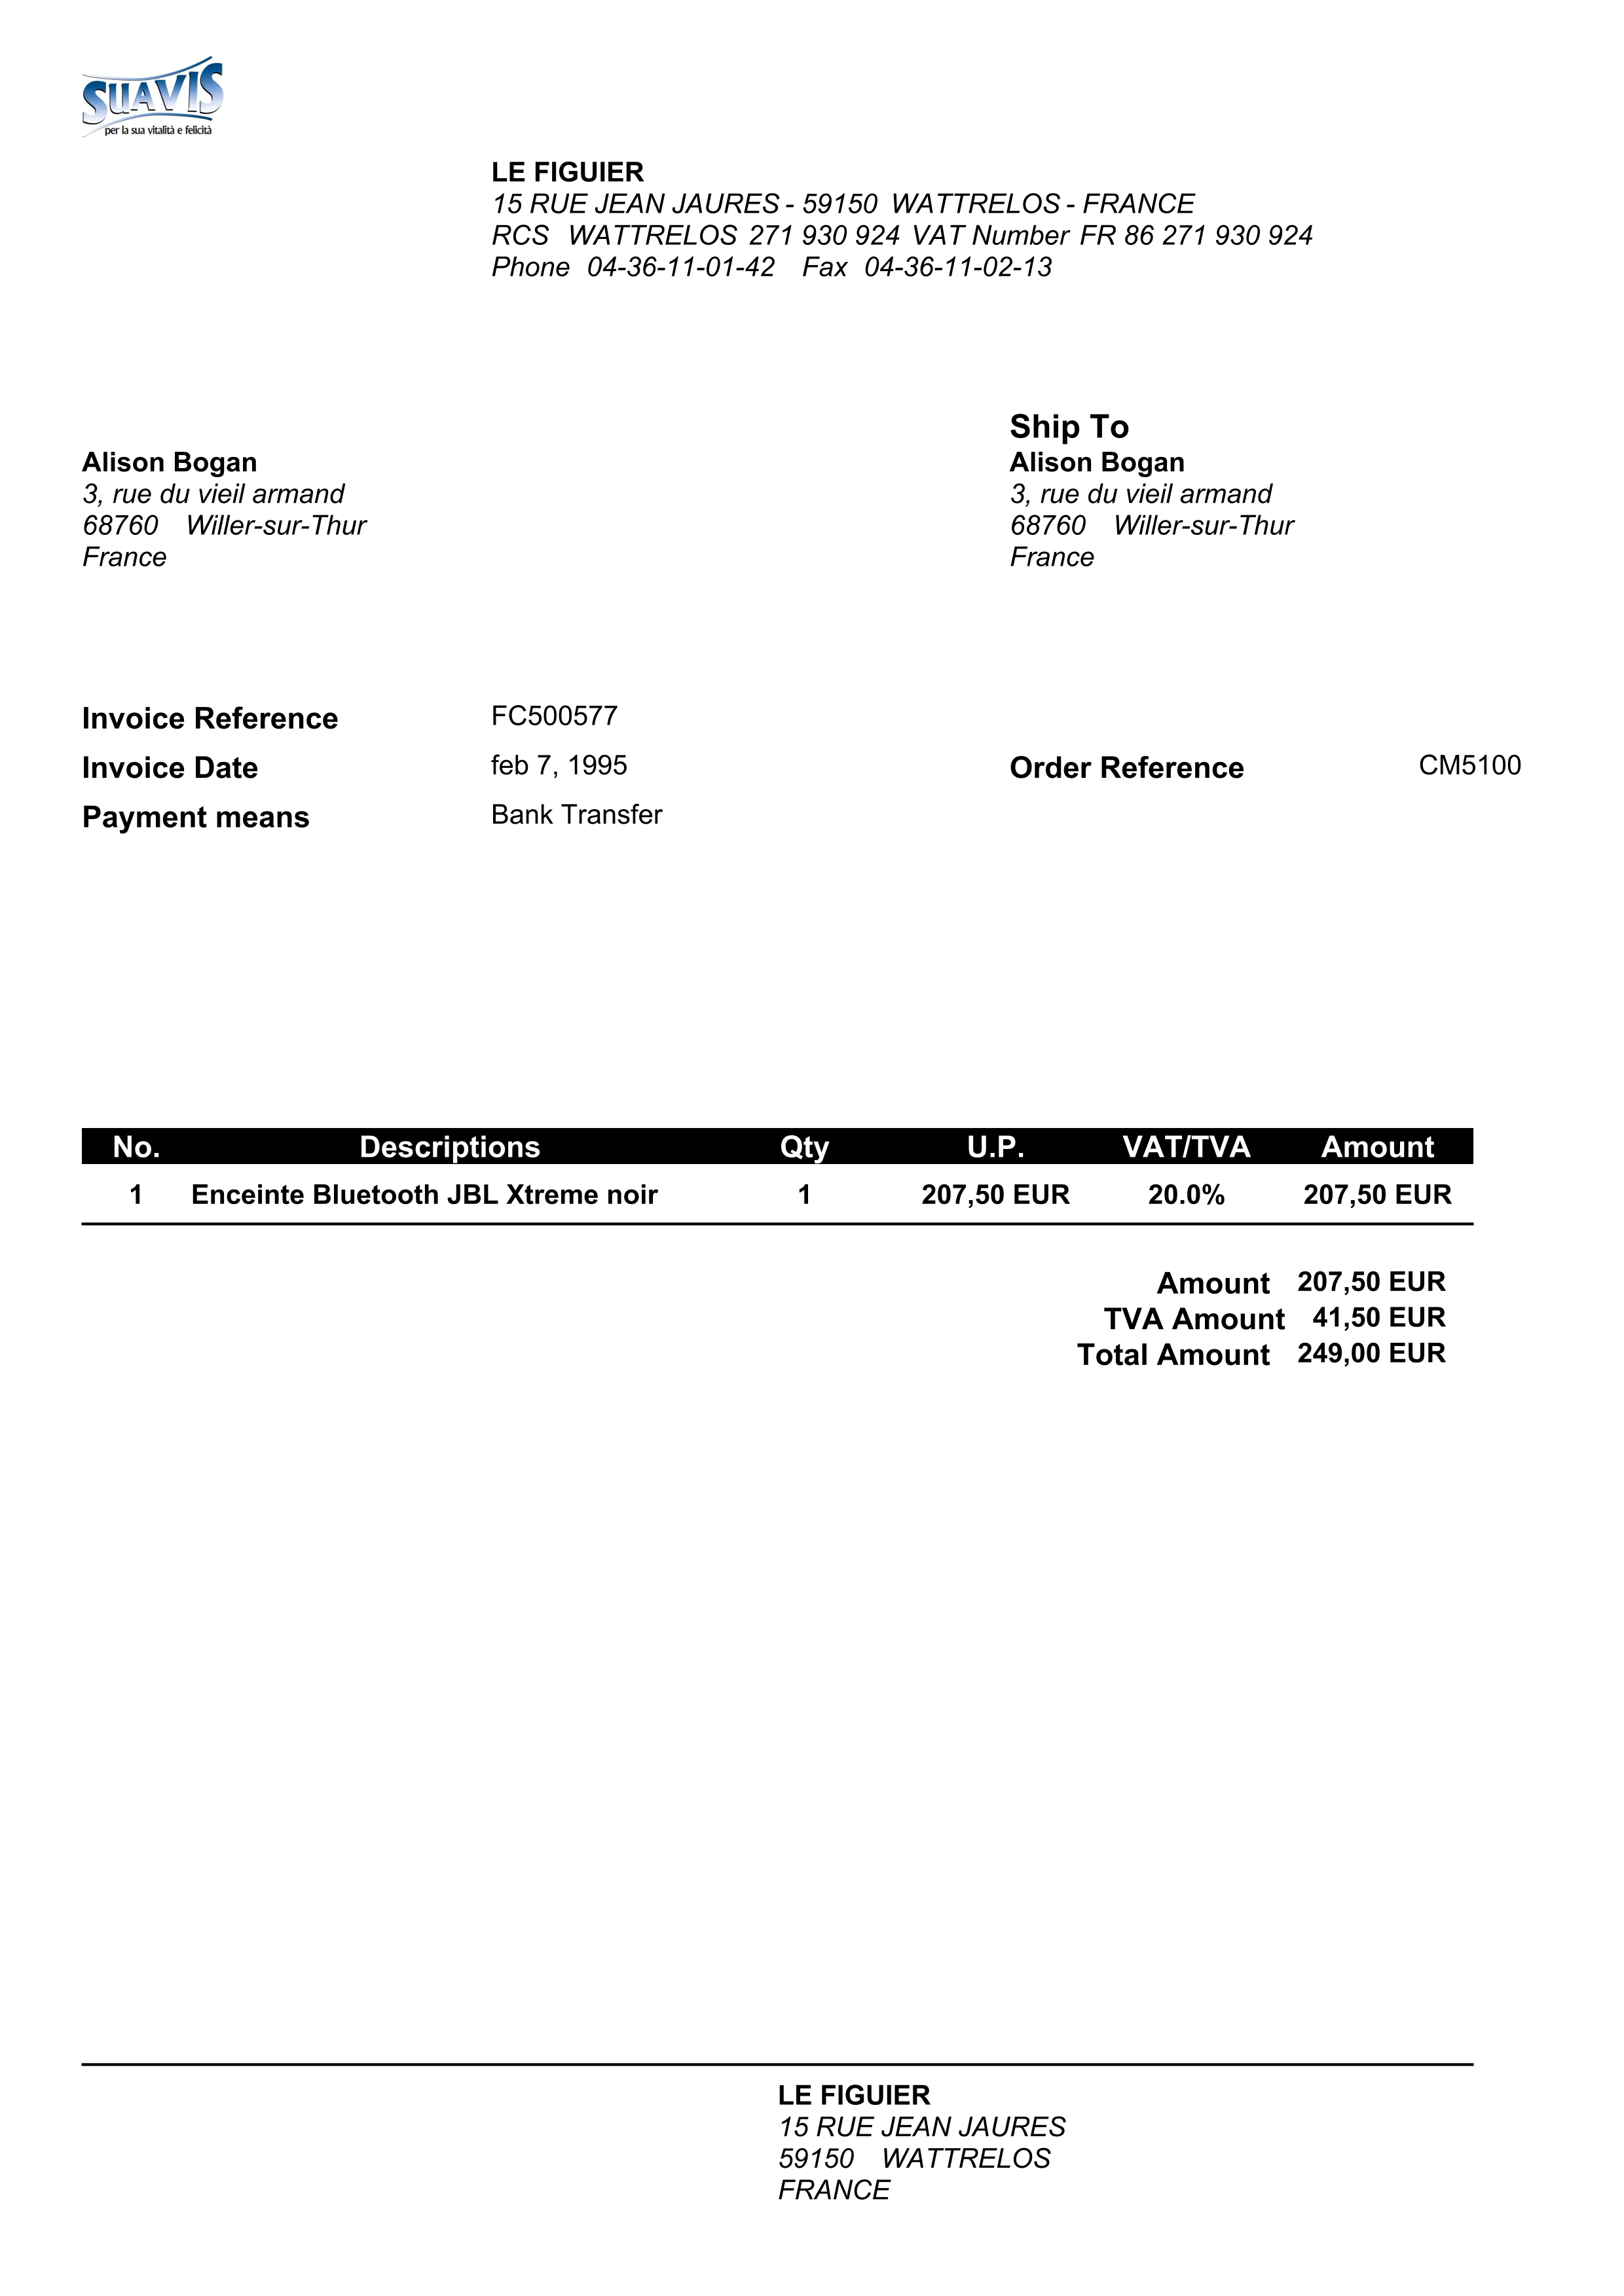 SUAVIS
per la sua vitalità e felicità
LE FIGUIER
15 RUE JEAN JAURES - 59150 WATTRELOS - FRANCE
RCS WATTRELOS 271 930 924 VAT Number FR 86 271 930 924
Phone 04-36-11-01-42 Fax 04-36-11-02-13
Alison Bogan
3, rue du vieil armand
68760 Willer-sur-Thur
France
Ship To
Alison Bogan
3, rue du vieil armand
68760 Willer-sur-Thur
France
Invoice Reference FC500577
Invoice Date feb 7, 1995 Order Reference CM5100
Payment means Bank Transfer
No. Descriptions Qty U.P. VAT/TVA Amount
1 Enceinte Bluetooth JBL Xtreme noir 1 207,50 EUR 20.0% 207,50 EUR
Amount 207,50 EUR
TVA Amount 41,50 EUR
Total Amount 249,00 EUR
LE FIGUIER
15 RUE JEAN JAURES
59150 WATTRELOS
FRANCE